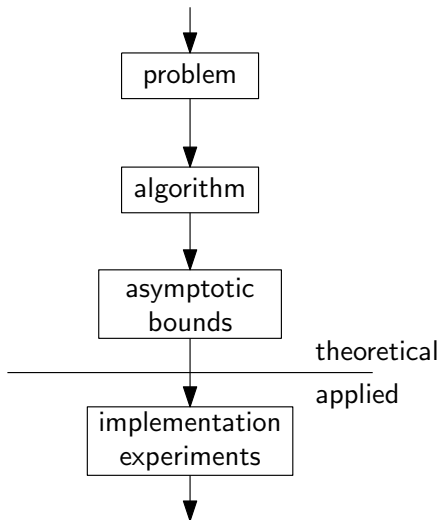 problem
algorithm
asymptotic
bounds
theoretical
applied
implementation
experiments